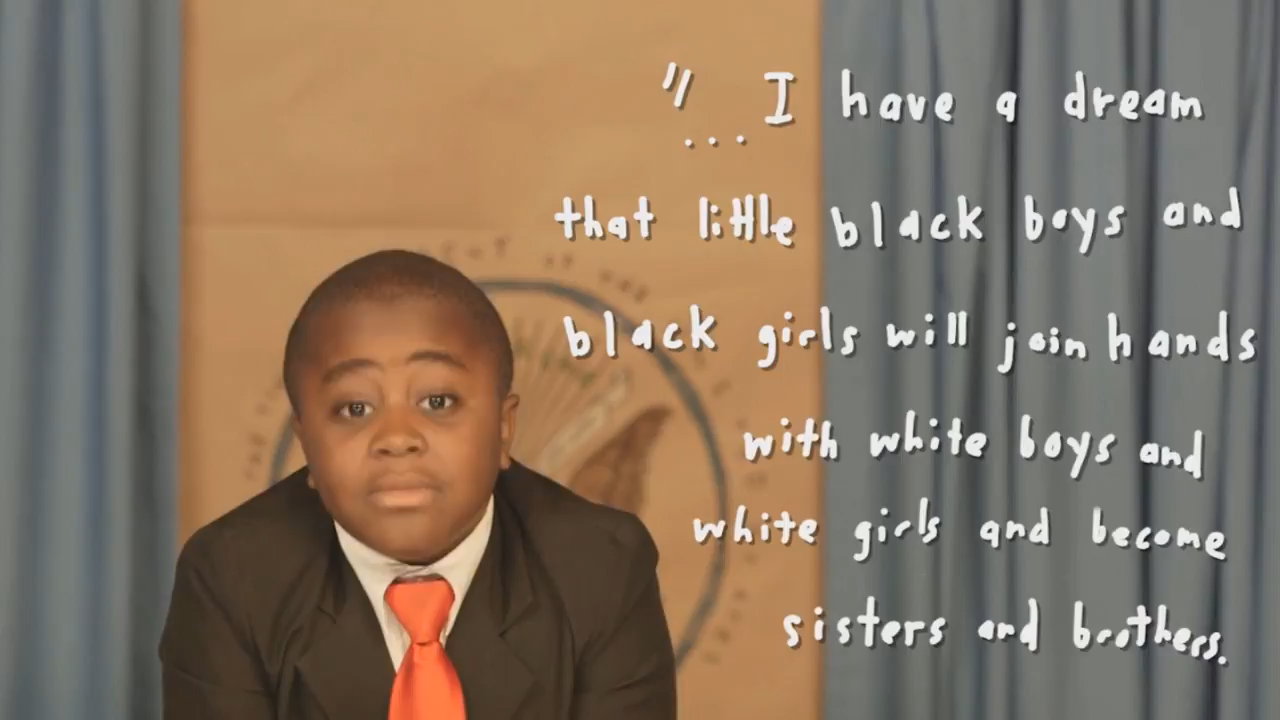 "... I have a dream
that little black boys and
black girls will join hands
with white boys and
white girls and become
sisters and brothers.